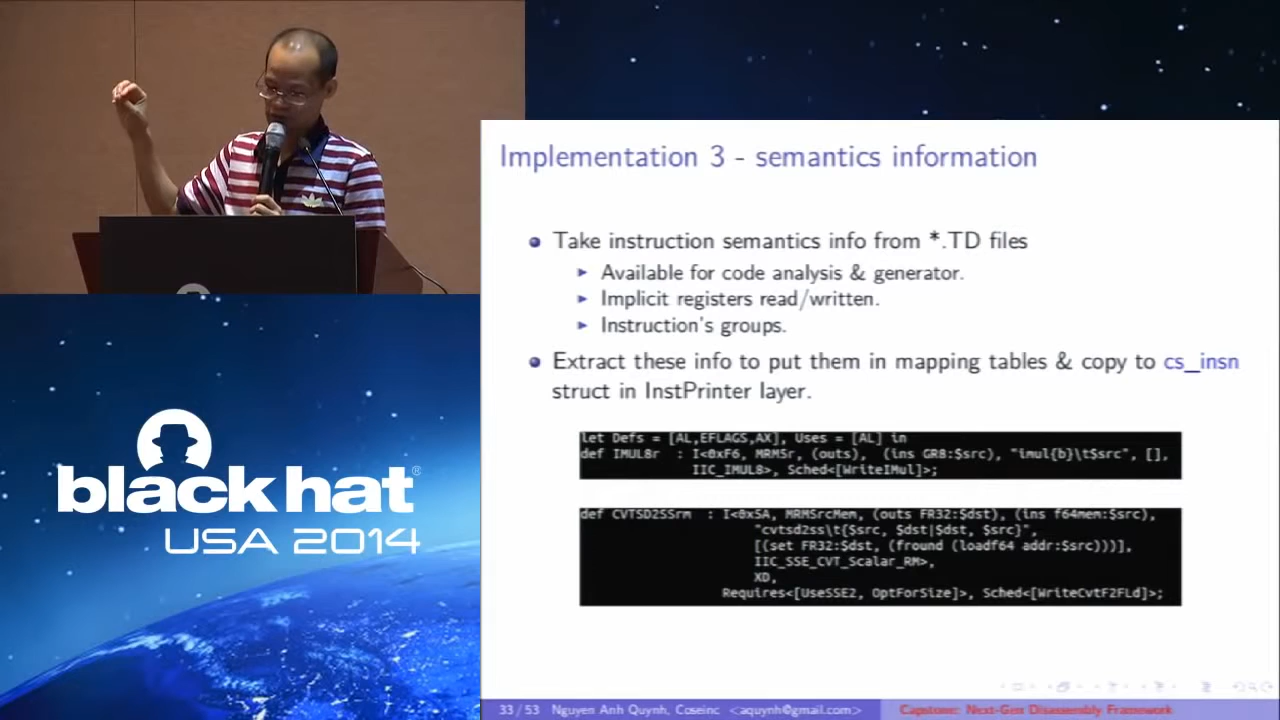 Implementation 3 - semantics information
Take instruction semantics info from *.TD files
Available for code analysis & generator.
Implicit registers read/written.
Instruction's groups.
Extract these info to put them in mapping tables & copy to cs_insn
struct in InstPrinter layer.
let Defs = [AL,EFLAGS,AX], Uses = [AL] in
def IMUL8r : I<0xF6, MRM5r, (outs), (ins GR8:$src), "imul{b}\t$src", [],
IIC_IMUL8>, Sched<[WriteIMul]>;
def CVTSD2SSrm : I<0x5A, MRMSrcMem, (outs FR32:$dst), (ins f64mem:$src),
"cvtsd2ss\t{$src, $dst|$dst, $src}",
[(set FR32:$dst, (fround (loadf64 addr:$src)))],
IIC_SSE_CVT_Scalar_RM>,
XD,
Requires<[UseSSE2, OptForSize]>, Sched<[WriteCvtF2FLd]>;
black hat®
USA 2014
33 / 53 Nguyen Anh Quynh, Coseinc <aquynh@gmail.com> Capstone: Next-Gen Disassembly Framework